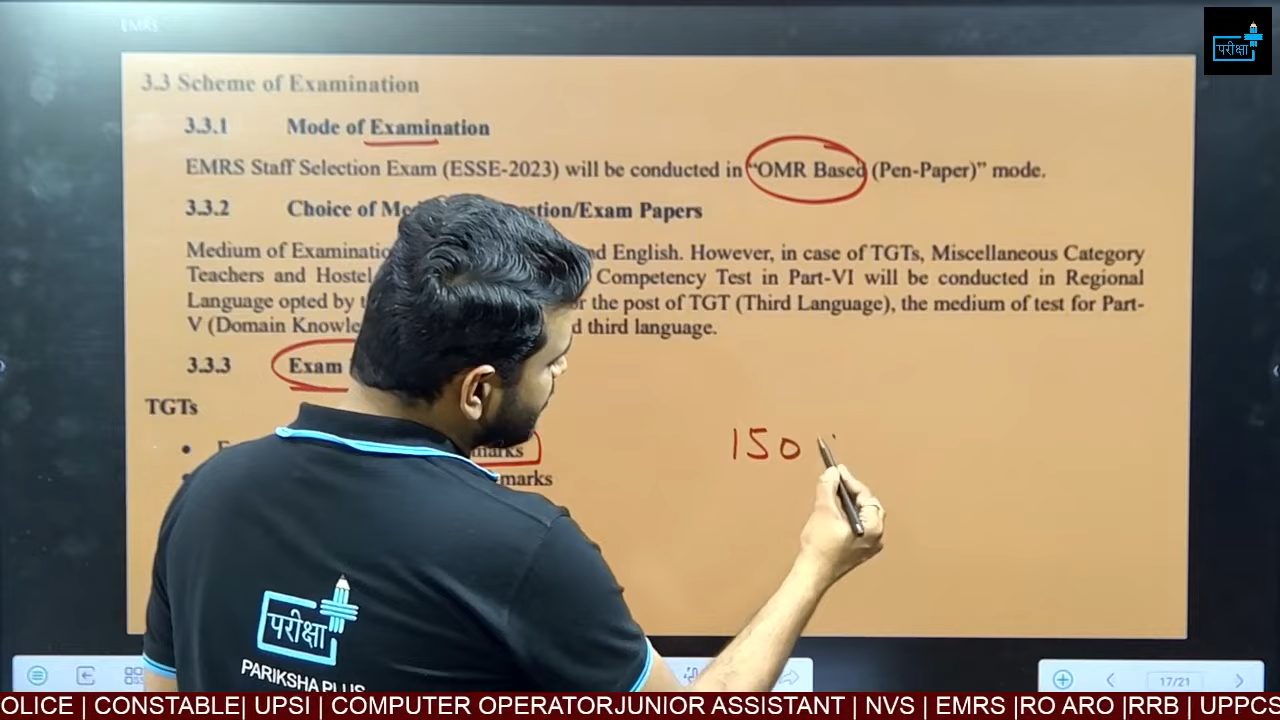 EMRS
परीक्षा
3.3 Scheme of Examination
3.3.1 Mode of Examination
EMRS Staff Selection Exam (ESSE-2023) will be conducted in “OMR Based (Pen-Paper)” mode.
3.3.2 Choice of stion/Exam Papers
Medium of Examinatio nd English. However, in case of TGTs, Miscellaneous Category
Teachers and Hostel Competency Test in Part-VI will be conducted in Regional
Language opted by the post of TGT (Third Language), the medium of test for Part-
V (Domain Knowle d third language.
3.3.3 Exam
TGTs
marks
marks
150
परीक्षा
PARIKSHA PLUS
17/21
OLICE | CONSTABLE| UPSI | COMPUTER OPERATORJUNIOR ASSISTANT | NVS | EMRS |RO ARO |RRB | UPPCS